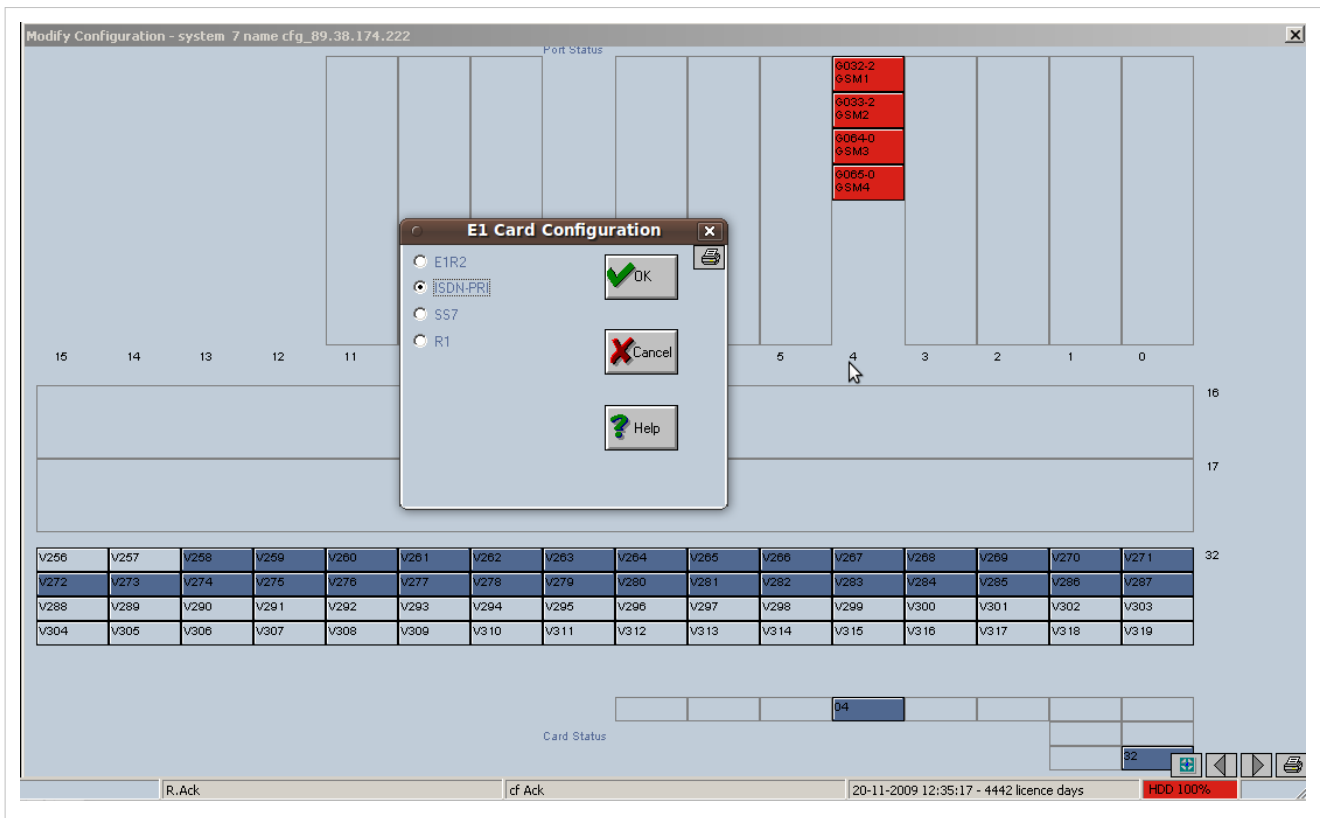 Modify Configuration - system 7 name cfg_89.38.174.222
Port Status
G032-2
GSM1
G033-2
GSM2
G064-0
GSM3
G065-0
GSM4
E1 Card Configuration
E1R2
ISDN-PRI
SS7
R1
OK
Cancel
Help
15 14 13 12 11 5 4 3 2 1 0
16
17
V256 V257 V258 V259 V260 V261 V262 V263 V264 V265 V266 V267 V268 V269 V270 V271 32
V272 V273 V274 V275 V276 V277 V278 V279 V280 V281 V282 V283 V284 V285 V286 V287
V288 V289 V290 V291 V292 V293 V294 V295 V296 V297 V298 V299 V300 V301 V302 V303
V304 V305 V306 V307 V308 V309 V310 V311 V312 V313 V314 V315 V316 V317 V318 V319
04
Card Status
32
R.Ack cf Ack 20-11-2009 12:35:17 - 4442 licence days HDD 100%